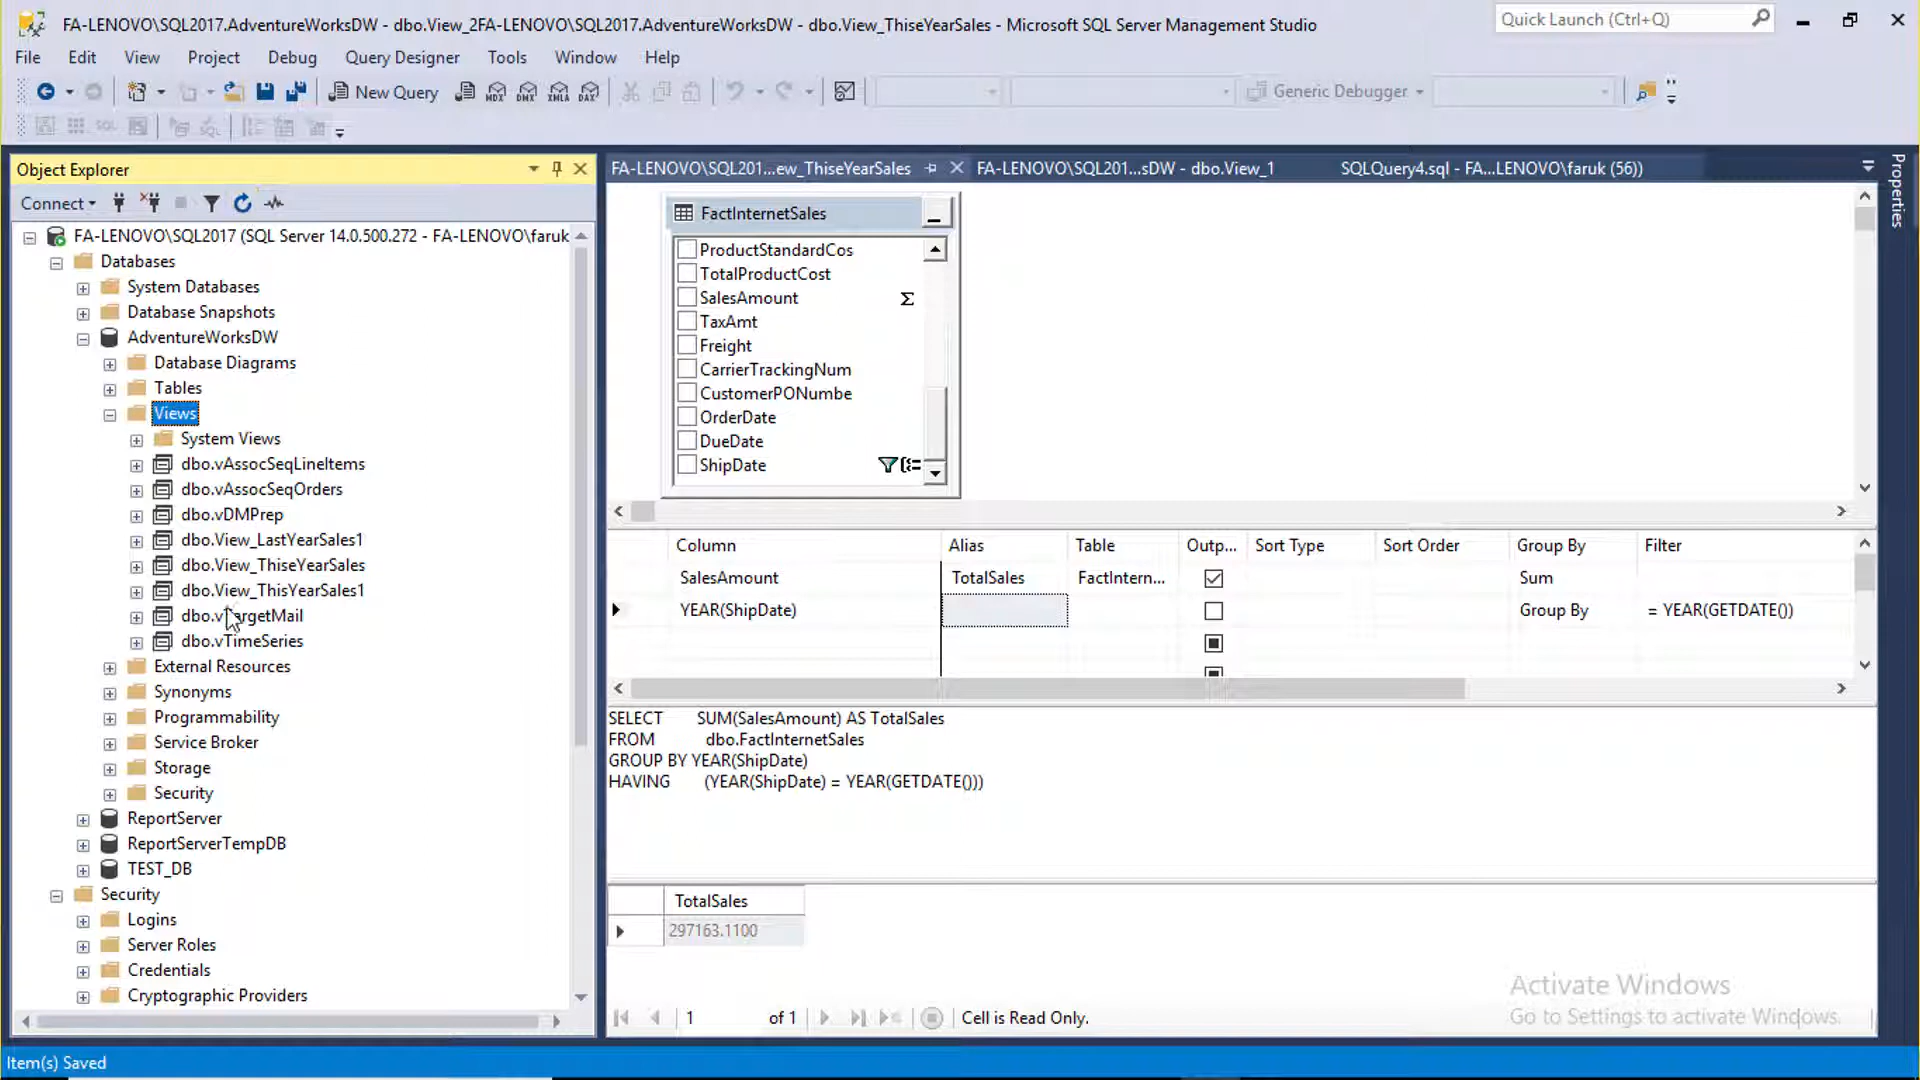 FA-LENOVO\SQL2017.AdventureWorksDW - dbo.View_2FA-LENOVO\SQL2017.AdventureWorksDW - dbo.View_ThiseYearSales - Microsoft SQL Server Management Studio
Quick Launch (Ctrl+Q)
File Edit View Project Debug Query Designer Tools Window Help
New Query MDX DMX XMLA DAX Generic Debugger
SQL
Object Explorer
Connect
FA-LENOVO\SQL2017 (SQL Server 14.0.500.272 - FA-LENOVO\faruk
Databases
System Databases
Database Snapshots
AdventureWorksDW
Database Diagrams
Tables
Views
System Views
dbo.vAssocSeqLineItems
dbo.vAssocSeqOrders
dbo.vDMPrep
dbo.View_LastYearSales1
dbo.View_ThiseYearSales
dbo.View_ThisYearSales1
dbo.vTargetMail
dbo.vTimeSeries
External Resources
Synonyms
Programmability
Service Broker
Storage
Security
ReportServer
ReportServerTempDB
TEST_DB
Security
Logins
Server Roles
Credentials
Cryptographic Providers
FA-LENOVO\SQL201...ew_ThiseYearSales FA-LENOVO\SQL201...sDW - dbo.View_1 SQLQuery4.sql - FA...LENOVO\faruk (56))
Properties
FactInternetSales
ProductStandardCos
TotalProductCost
SalesAmount Σ
TaxAmt
Freight
CarrierTrackingNum
CustomerPONumbe
OrderDate
DueDate
ShipDate
Column Alias Table Outp... Sort Type Sort Order Group By Filter
SalesAmount TotalSales FactIntern... Sum
YEAR(ShipDate) Group By = YEAR(GETDATE())
SELECT SUM(SalesAmount) AS TotalSales
FROM dbo.FactInternetSales
GROUP BY YEAR(ShipDate)
HAVING (YEAR(ShipDate) = YEAR(GETDATE()))
TotalSales
297163.1100
1 of 1 Cell is Read Only.
Activate Windows
Go to Settings to activate Windows.
Item(s) Saved